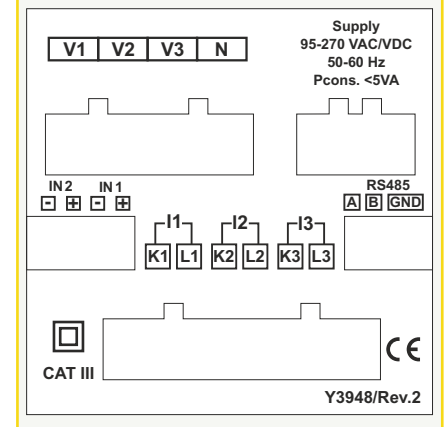 Supply
V1 V2 V3 N 95-270 VAC/VDC
50-60 Hz
Pcons. <5VA
IN2 IN1 RS485
- + - + A B GND
I1 I2 I3
K1 L1 K2 L2 K3 L3
CAT III CE
Y3948/Rev.2